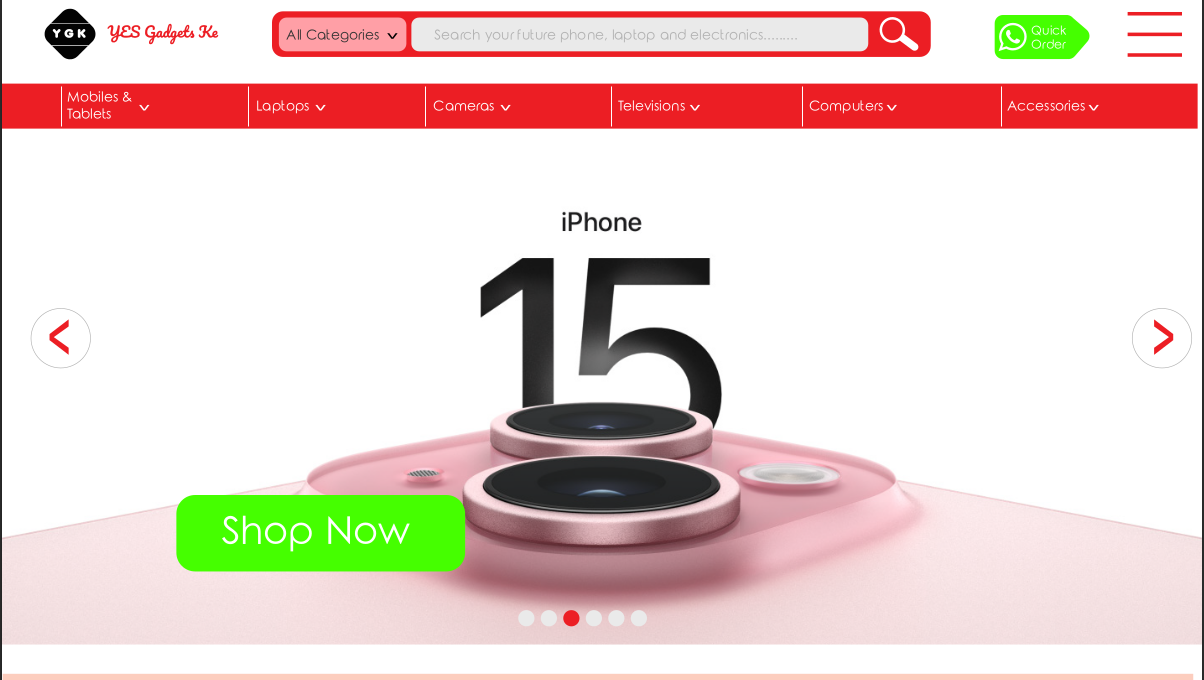 YGK
YES Gadgets Ke
All Categories
Search your future phone, laptop and electronics.........
Quick
Order
Mobiles &
Tablets
Laptops
Cameras
Televisions
Computers
Accessories
iPhone
15
<
>
Shop Now